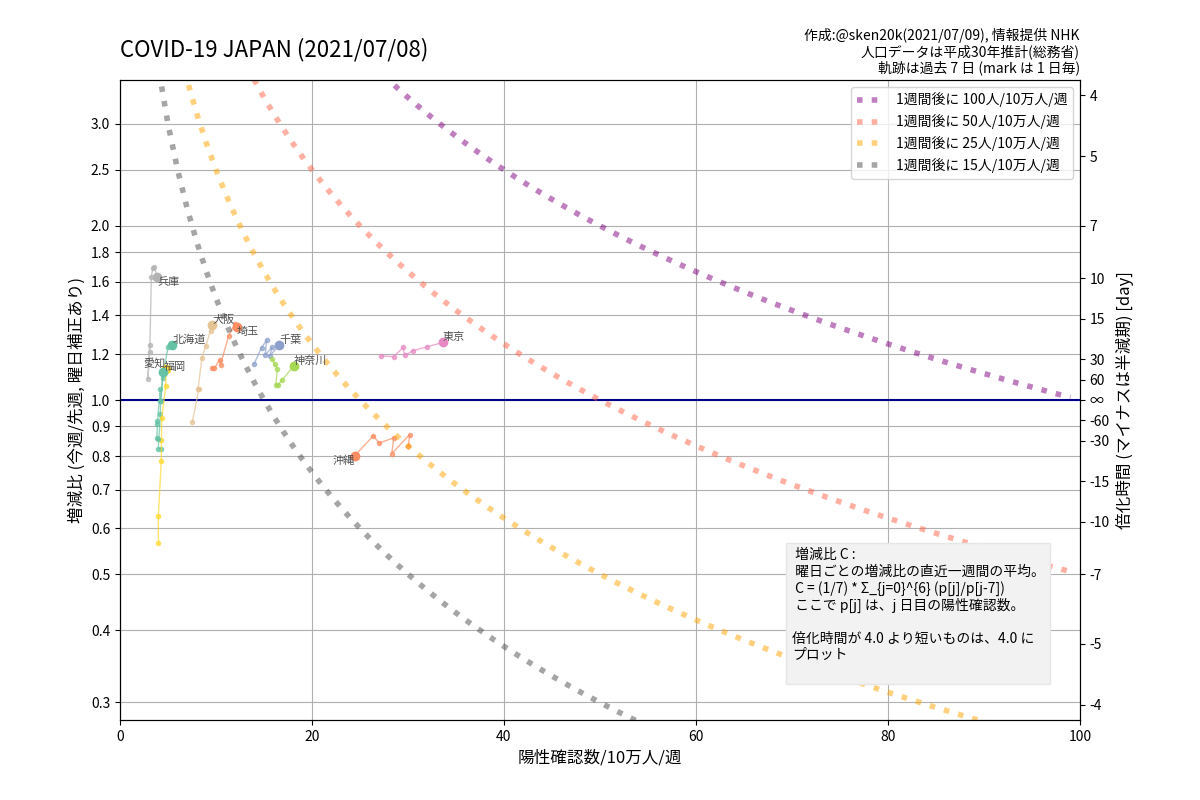 COVID-19 JAPAN (2021/07/08)
作成:@sken20k(2021/07/09), 情報提供 NHK
人口データは平成30年推計(総務省)
軌跡は過去 7 日 (mark は 1 日毎)
1週間後に 100人/10万人/週
1週間後に 50人/10万人/週
1週間後に 25人/10万人/週
1週間後に 15人/10万人/週
増減比 (今週/先週, 曜日補正あり)
3.0
2.5
2.0
1.8
1.6
1.4
1.2
1.0
0.9
0.8
0.7
0.6
0.5
0.4
0.3
兵庫
大阪
埼玉
北海道
千葉
東京
愛知
福岡
神奈川
沖縄
4
5
7
10
15
30
60
∞
-60
-30
-15
-10
-7
-5
-4
倍化時間 (マイナスは半減期) [day]
増減比 C :
曜日ごとの増減比の直近一週間の平均。
C = (1/7) * Σ_{j=0}^{6} (p[j]/p[j-7])
ここで p[j] は、j 日目の陽性確認数。
倍化時間が 4.0 より短いものは、4.0 に
プロット
0 20 40 60 80 100
陽性確認数/10万人/週